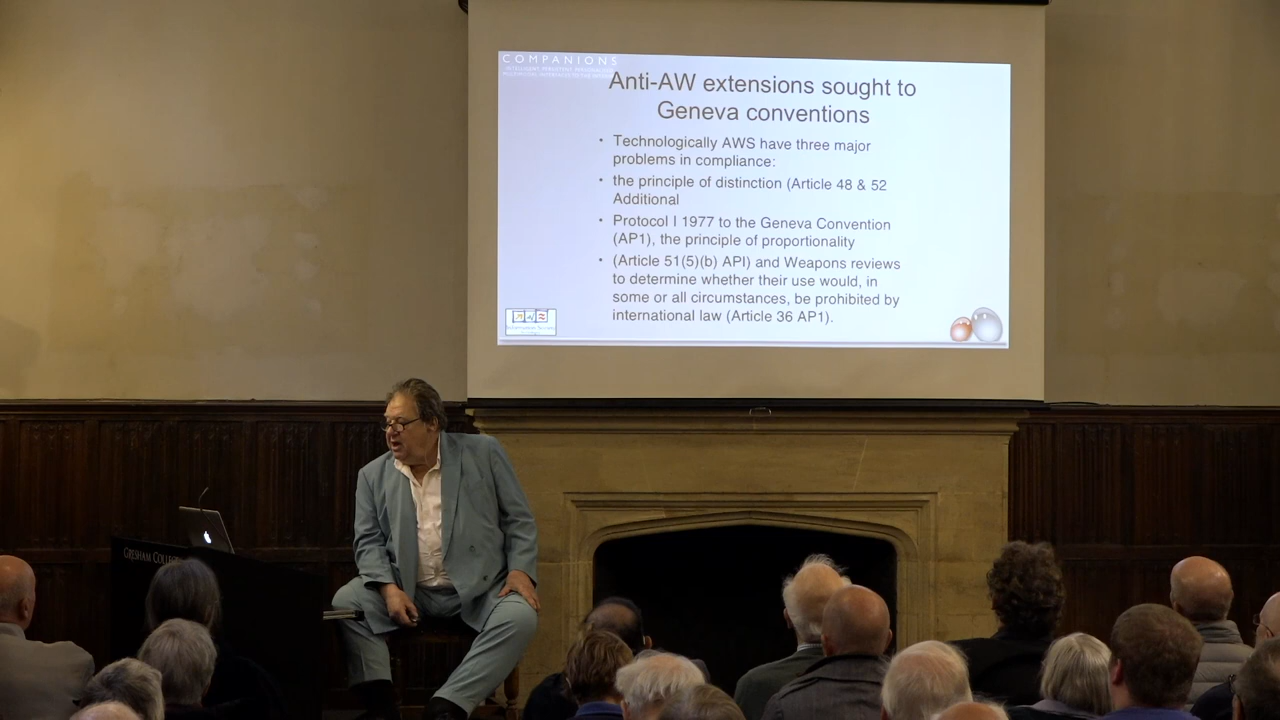 COMPANIONS
Anti-AW extensions sought to
Geneva conventions
• Technologically AWS have three major
problems in compliance:
• the principle of distinction (Article 48 & 52
Additional
• Protocol I 1977 to the Geneva Convention
(AP1), the principle of proportionality
• (Article 51(5)(b) API) and Weapons reviews
to determine whether their use would, in
some or all circumstances, be prohibited by
international law (Article 36 AP1).
GRESHAM COLLEGE